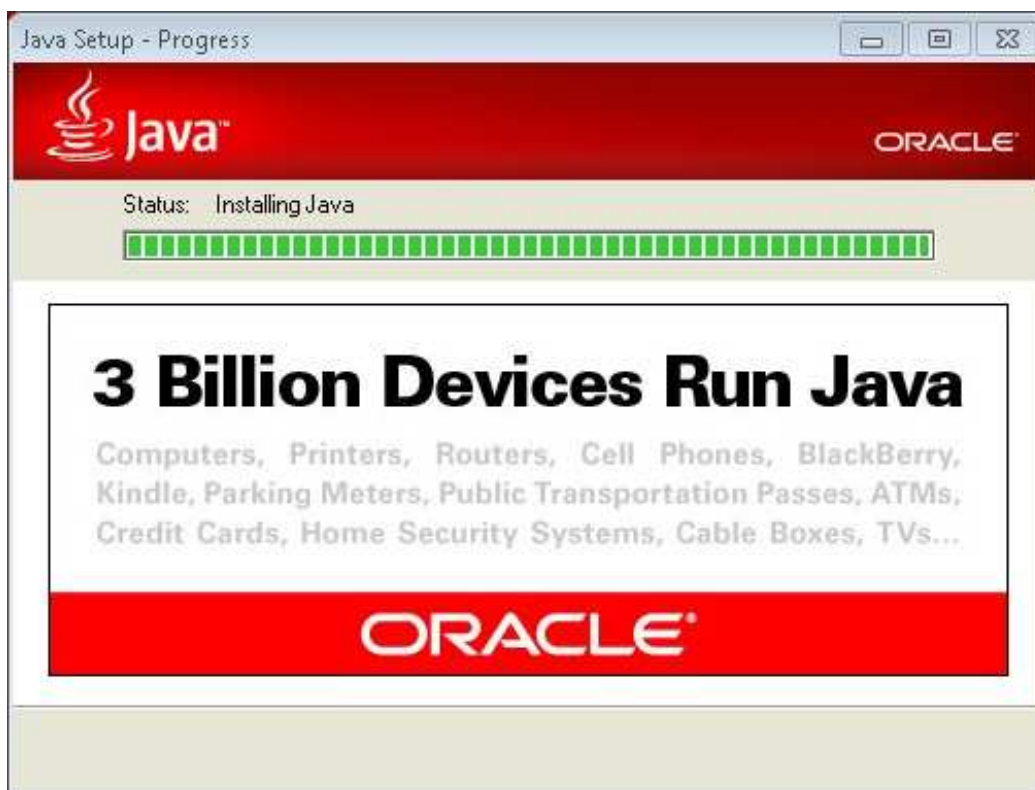 Java Setup - Progress
Java™
ORACLE
Status: Installing Java
3 Billion Devices Run Java
Computers, Printers, Routers, Cell Phones, BlackBerry,
Kindle, Parking Meters, Public Transportation Passes, ATMs,
Credit Cards, Home Security Systems, Cable Boxes, TVs...
ORACLE®